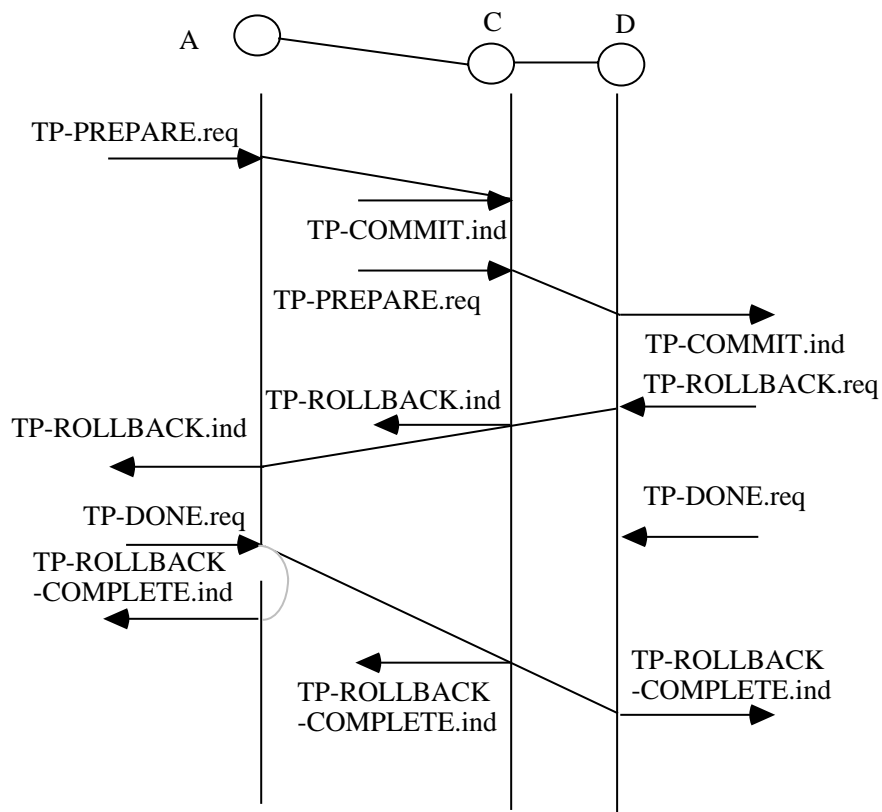 A
C
D
TP-PREPARE.req
TP-COMMIT.ind
TP-PREPARE.req
TP-COMMIT.ind
TP-ROLLBACK.req
TP-ROLLBACK.ind
TP-ROLLBACK.ind
TP-DONE.req
TP-DONE.req
TP-ROLLBACK
-COMPLETE.ind
TP-ROLLBACK
-COMPLETE.ind
TP-ROLLBACK
-COMPLETE.ind